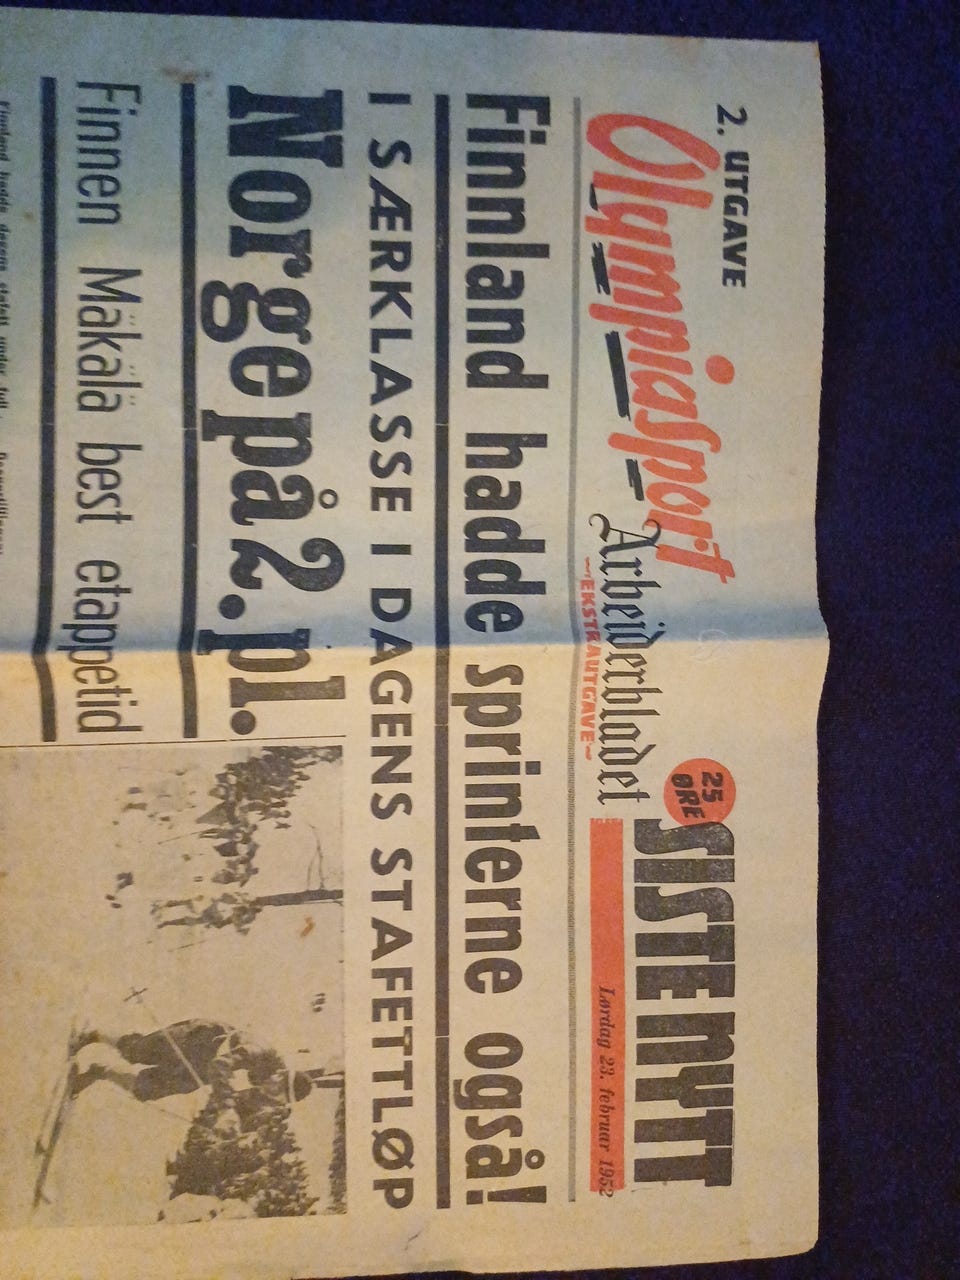 2. UTGAVE
Olympiasport
Arbeiderbladet
-EKSTRAUTGAVE-
25
ØRE
SISTE NYTT
Lørdag 23. februar 1952
Finnland hadde sprinterne også!
I SÆRKLASSE I DAGENS STAFETTLØP
Norge på 2. pl.
Finnen Mäkälä best etappetid